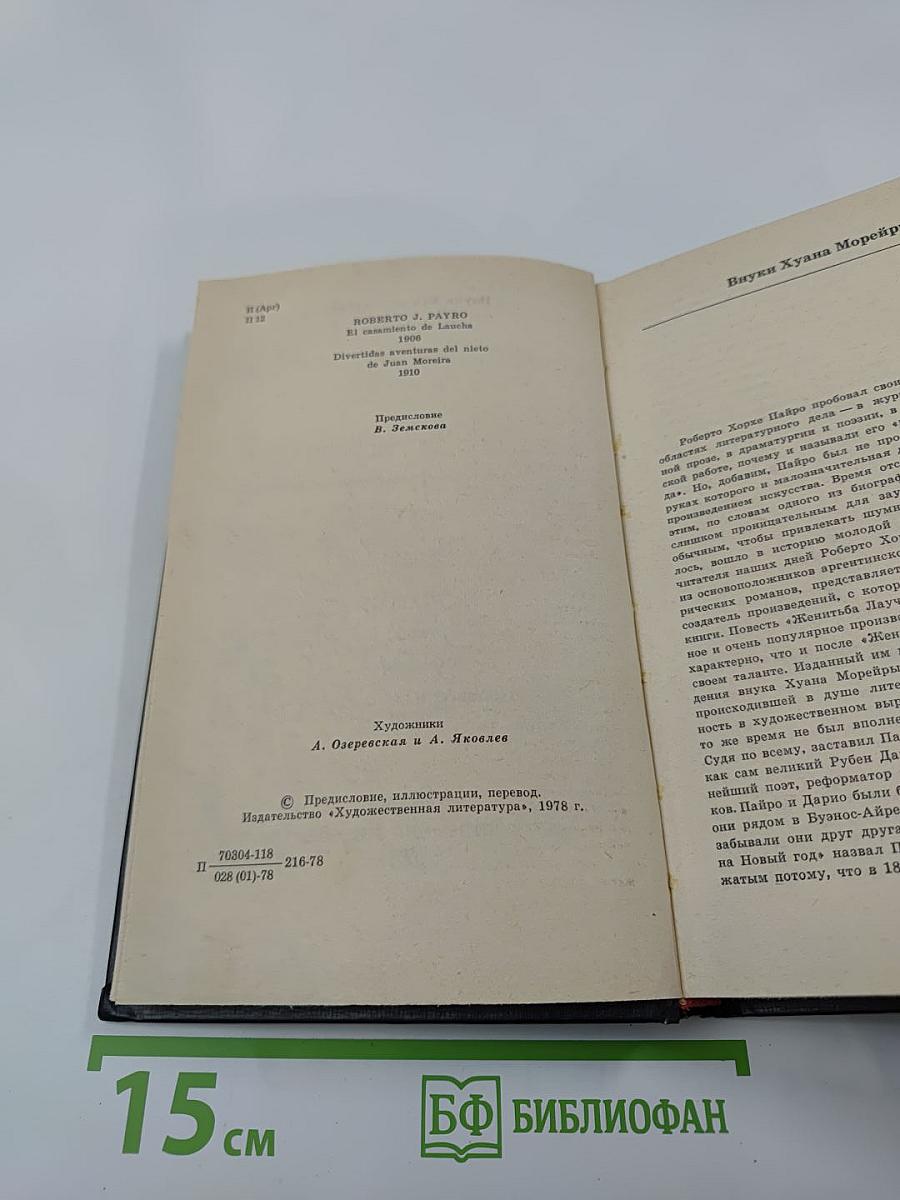 И (Арг)
П 12
ROBERTO J. PAYRO
El casamiento de Laucha
1906
Divertidas aventuras del nieto
de Juan Moreira
1910
Предисловие
В. Земскова
Художники
А. Озеревская и А. Яковлев
© Предисловие, иллюстрации, перевод.
Издательство «Художественная литература», 1978 г.
П 70304-118 216-78
028 (01)-78
Внуки Хуана Морейры
Роберто Хорхе Пайро пробовал свои
областях литературного дела — в жур
ной прозе, в драматургии и поэзии, в
ской работе, почему и называли его «
да». Но, добавим, Пайро был не про
руках которого и малозначительная д
произведением искусства. Время отс
этим, по словам одного из биограф
слишком проницательным для зау
обычным, чтобы привлекать шумн
лось, вошло в историю молодой
читателя наших дней Роберто Хор
из основоположников аргентинско
рических романов, представляет
создатель произведений, с котор
книги. Повесть «Женитьба Лауч
ное и очень популярное произве
характерно, что и после «Жен
своем таланте. Изданный им
дения внука Хуана Морейры
происходившей в душе лите
ность в художественном выр
то же время не был вполне
Судя по всему, заставил Па
как сам великий Рубен Да
нейший поэт, реформатор
ков. Пайро и Дарио были б
они рядом в Буэнос-Айре
забывали они друг друга
на Новый год» назвал П
жатым потому, что в 18
15 см
БФ БИБЛИОФАН